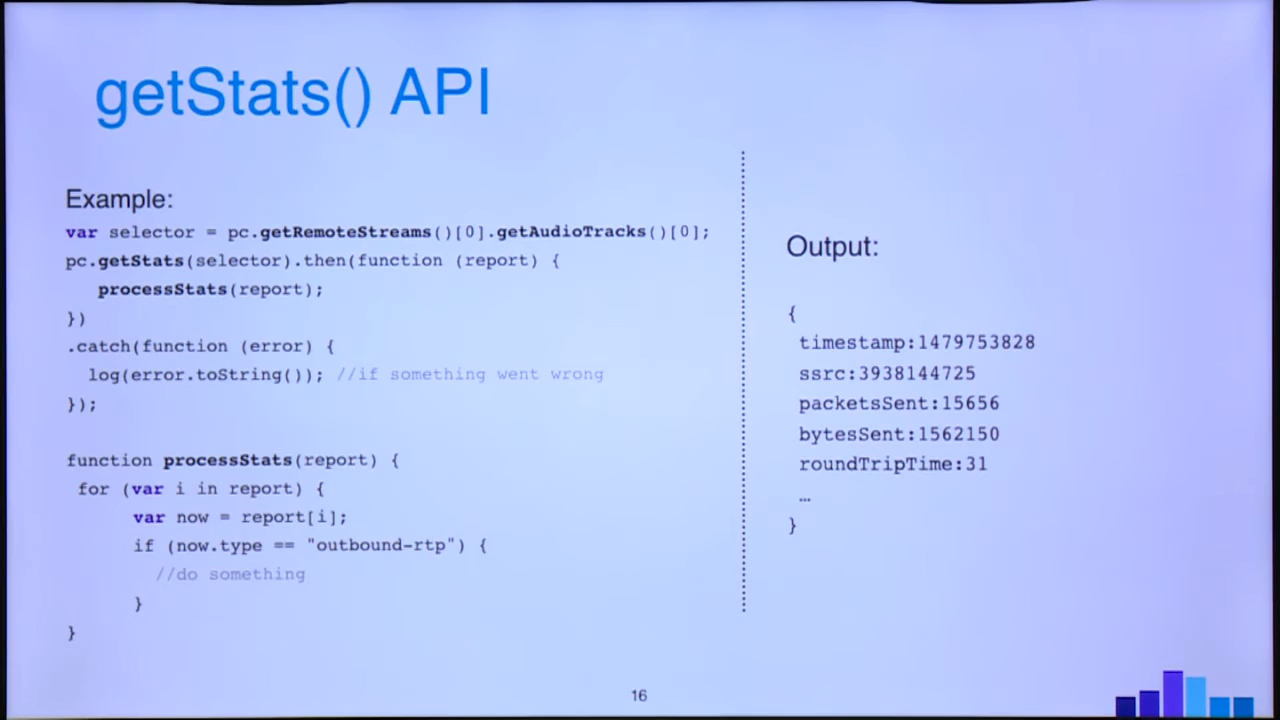 getStats() API
Example:
var selector = pc.getRemoteStreams()[0].getAudioTracks()[0];
pc.getStats(selector).then(function (report) {
processStats(report);
})
.catch(function (error) {
log(error.toString()); //if something went wrong
});
function processStats(report) {
for (var i in report) {
var now = report[i];
if (now.type == "outbound-rtp") {
//do something
}
}
Output:
{
timestamp:1479753828
ssrc:3938144725
packetsSent:15656
bytesSent:1562150
roundTripTime:31
…
}
16